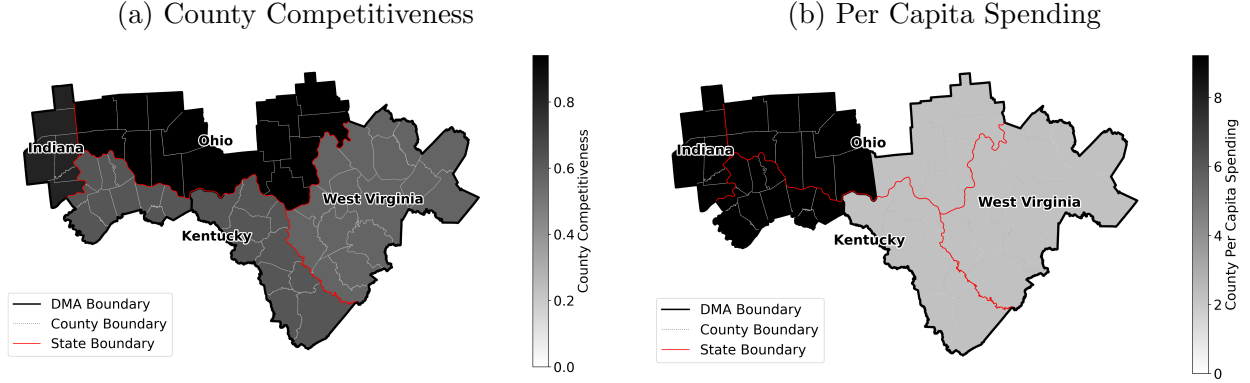 (a) County Competitiveness
Indiana
Ohio
West Virginia
Kentucky
DMA Boundary
County Boundary
State Boundary
0.8
0.6
0.4
0.2
0.0
County Competitiveness
(b) Per Capita Spending
Indiana
Ohio
West Virginia
Kentucky
DMA Boundary
County Boundary
State Boundary
8
6
4
2
0
County Per Capita Spending